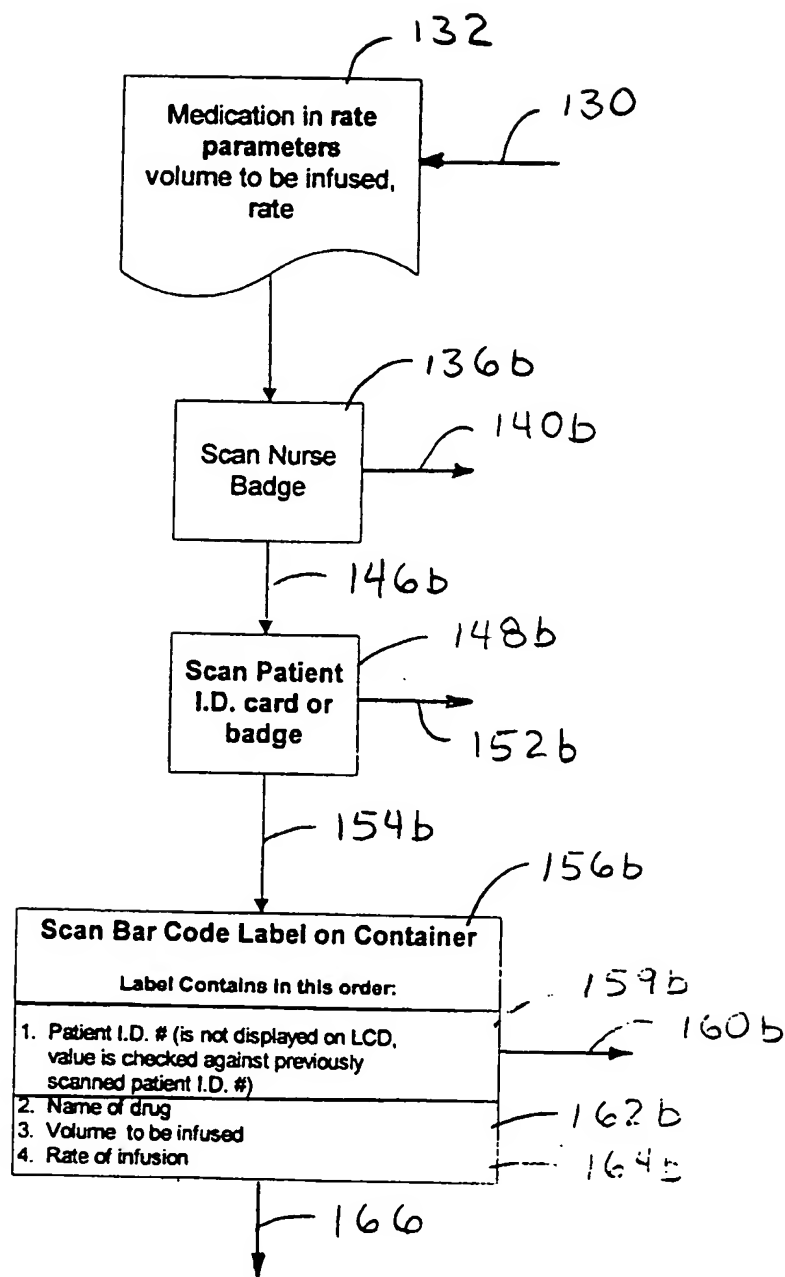 132
Medication in rate
parameters
volume to be infused,
rate
130
136b
Scan Nurse
Badge
140b
146b
148b
Scan Patient
I.D. card or
badge
152b
154b
156b
Scan Bar Code Label on Container
Label Contains in this order:
159b
1. Patient I.D. # (is not displayed on LCD,
value is checked against previously
scanned patient I.D. #)
160b
2. Name of drug
3. Volume to be infused
4. Rate of infusion
162b
164b
166